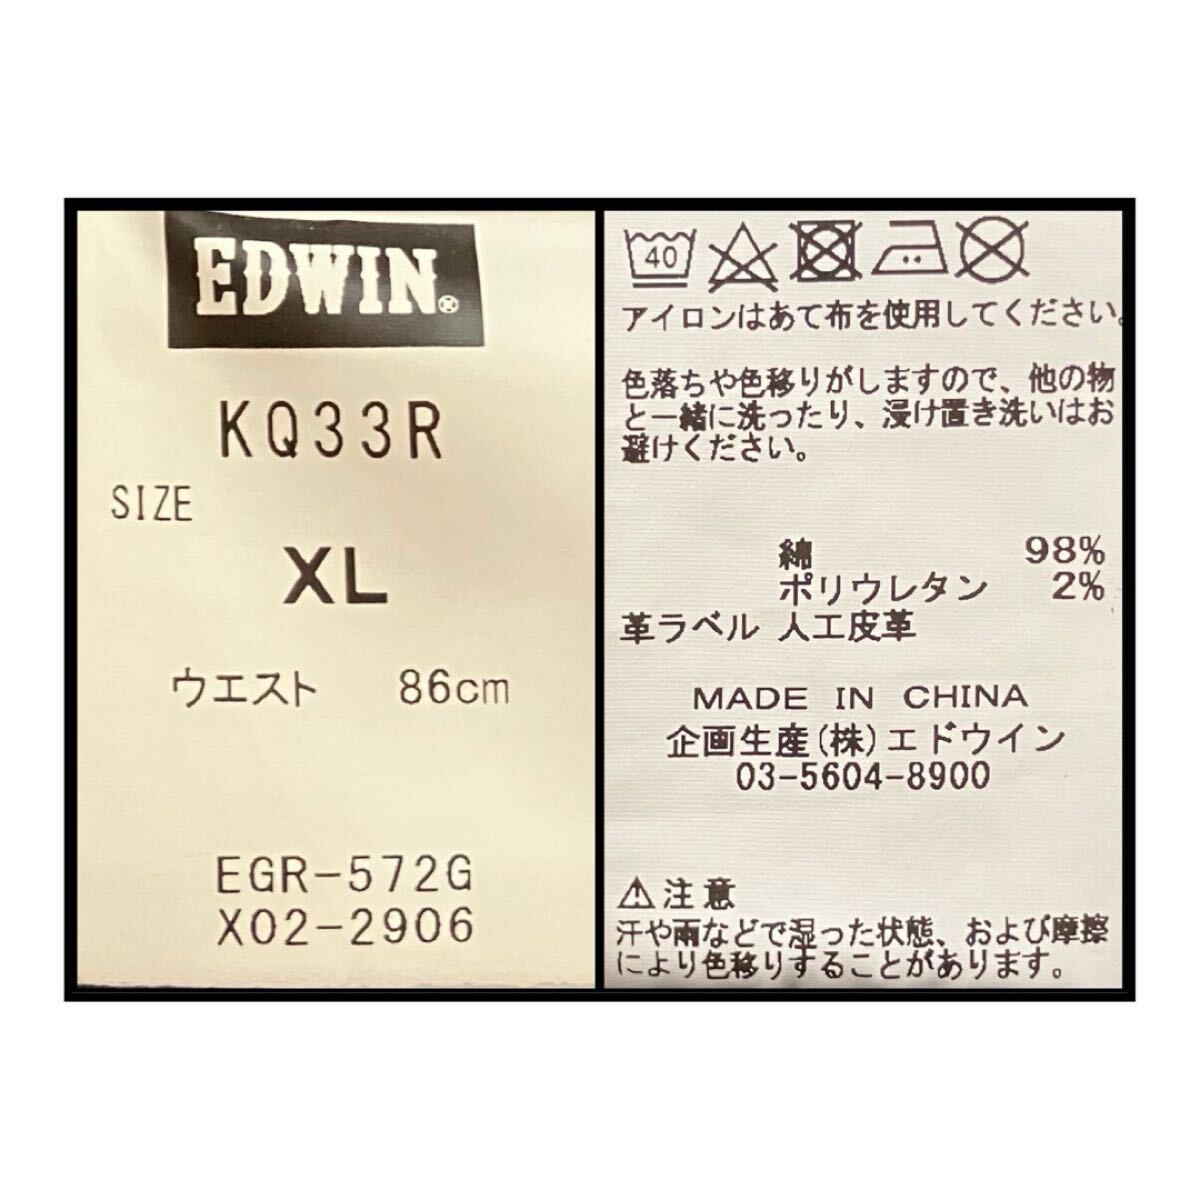 EDWIN®
KQ33R
SIZE
XL
ウエスト 86cm
EGR-572G
X02-2906
40
アイロンはあて布を使用してください。
色落ちや色移りがしますので、他の物
と一緒に洗ったり、浸け置き洗いはお
避けください。
綿 98%
ポリウレタン 2%
革ラベル 人工皮革
MADE IN CHINA
企画生産(株)エドウイン
03-5604-8900
⚠注意
汗や雨などで湿った状態、および摩擦
により色移りすることがあります。